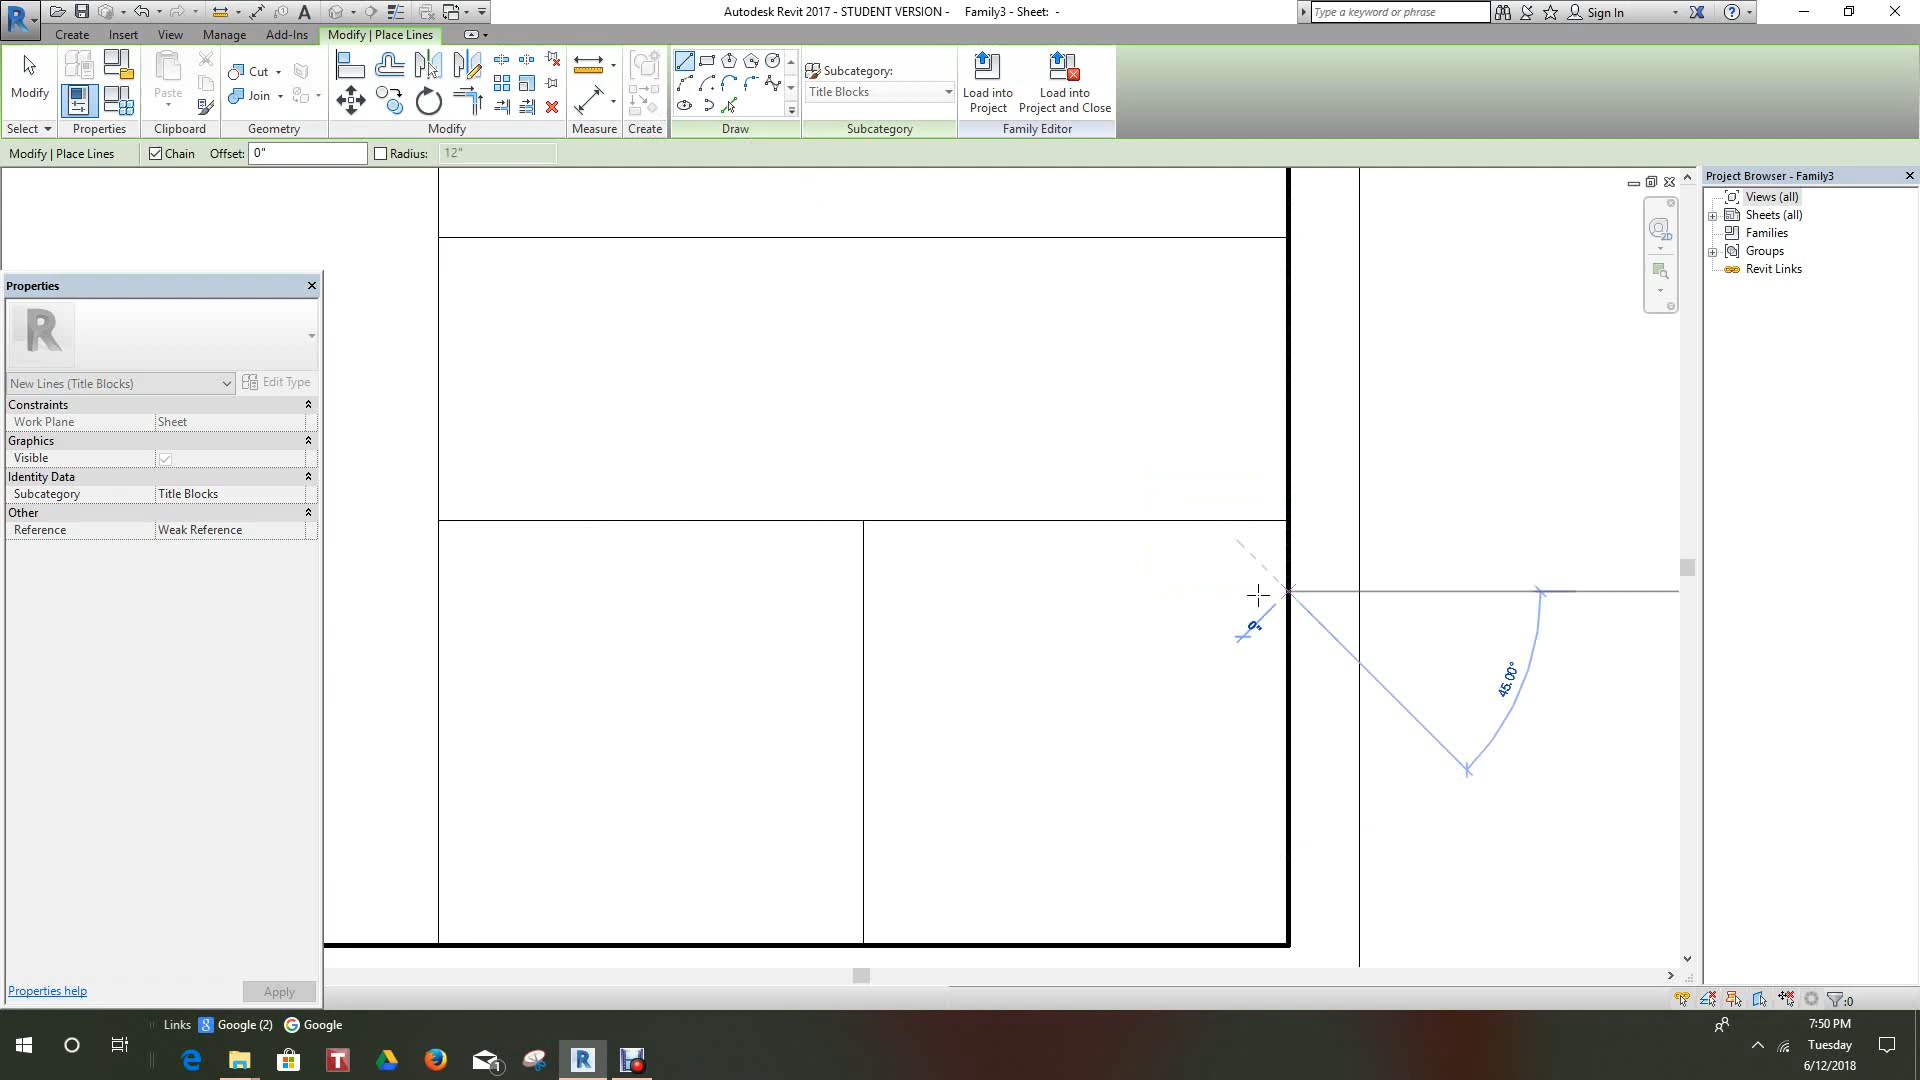 Autodesk Revit 2017 - STUDENT VERSION -     Family3 - Sheet:  -
Type a keyword or phrase
Sign In
Create Insert View Manage Add-Ins Modify | Place Lines
Modify
Paste
Cut
Join
Subcategory:
Title Blocks
Load into Project
Load into Project and Close
Select Properties Clipboard Geometry Modify Measure Create Draw Subcategory Family Editor
Modify | Place Lines Chain Offset: 0" Radius: 12"
Project Browser - Family3
Views (all)
Sheets (all)
Families
Groups
Revit Links
Properties
R
New Lines (Title Blocks) Edit Type
Constraints
Work Plane Sheet
Graphics
Visible
Identity Data
Subcategory Title Blocks
Other
Reference Weak Reference
Properties help Apply
2D
0"
45.00°
:0
Links Google (2) Google
7:50 PM
Tuesday
6/12/2018